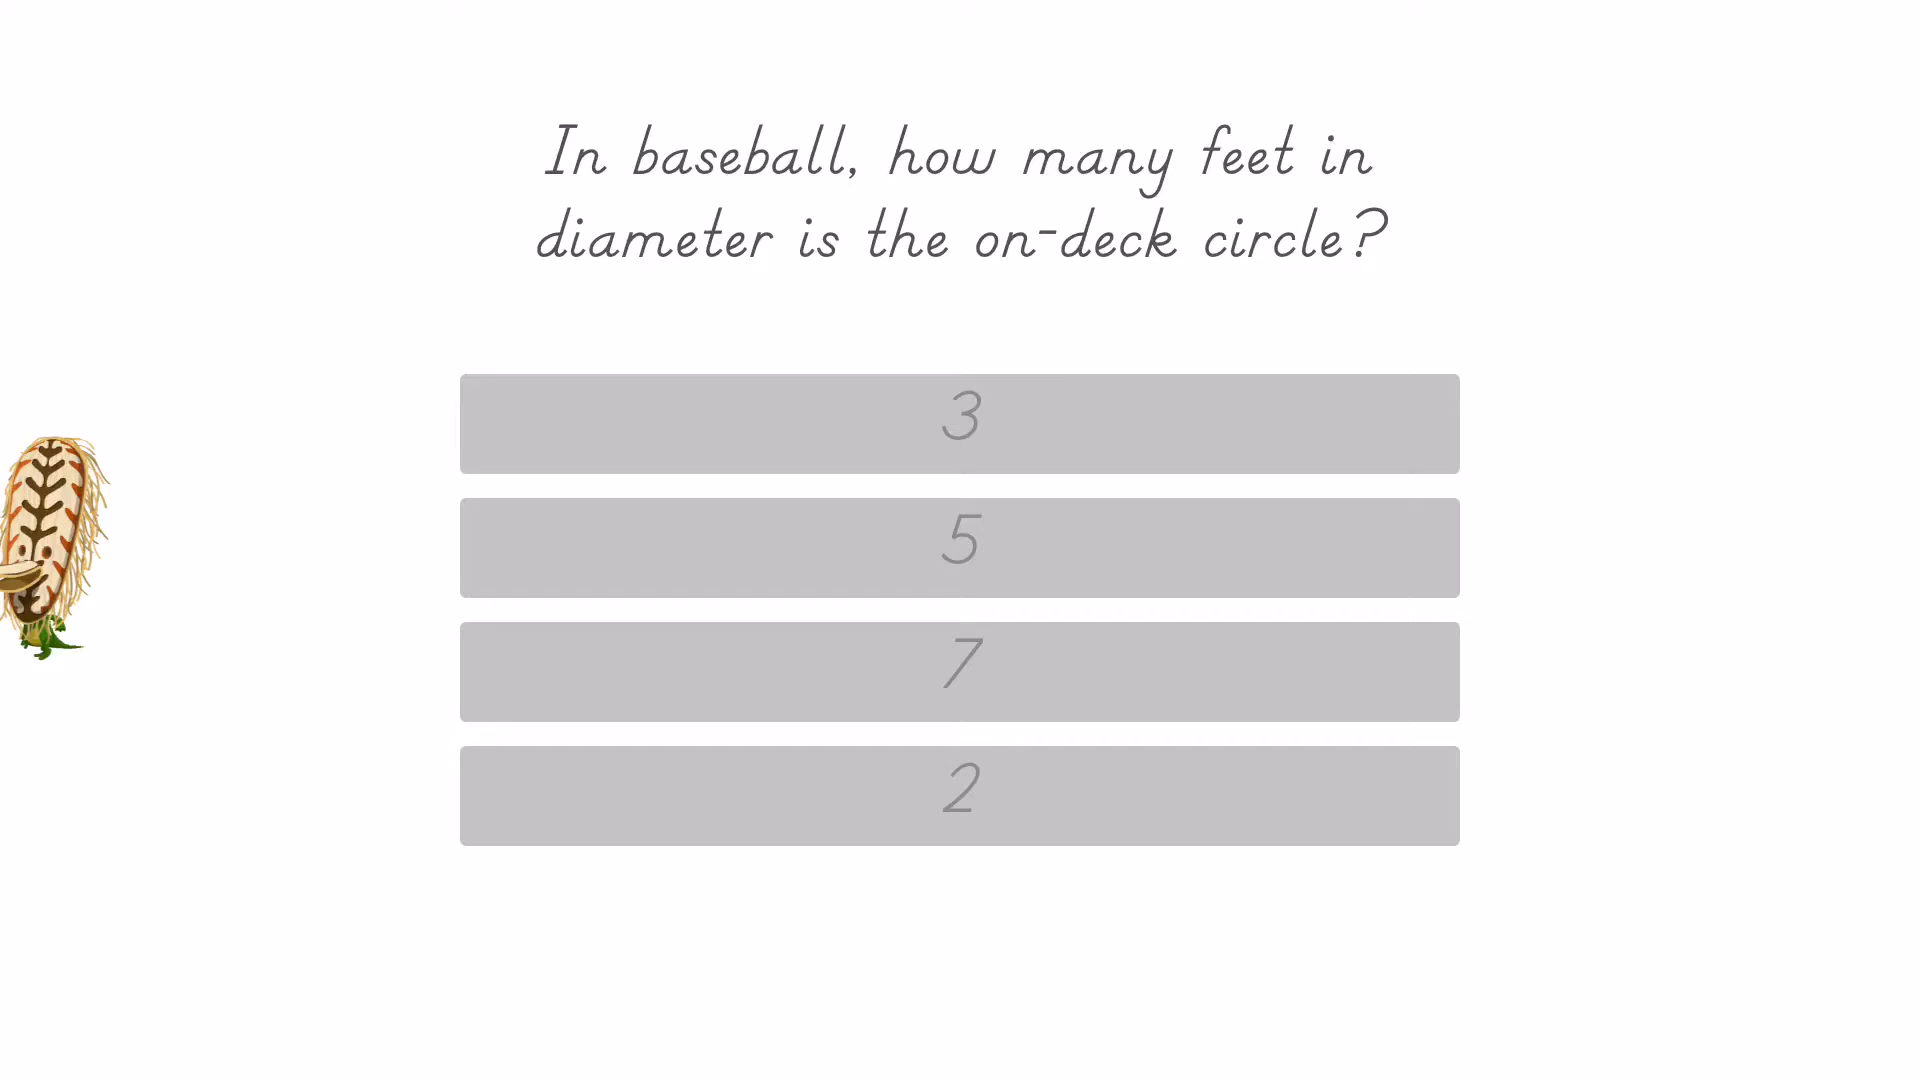 In baseball, how many feet in
diameter is the on-deck circle?
3
5
7
2